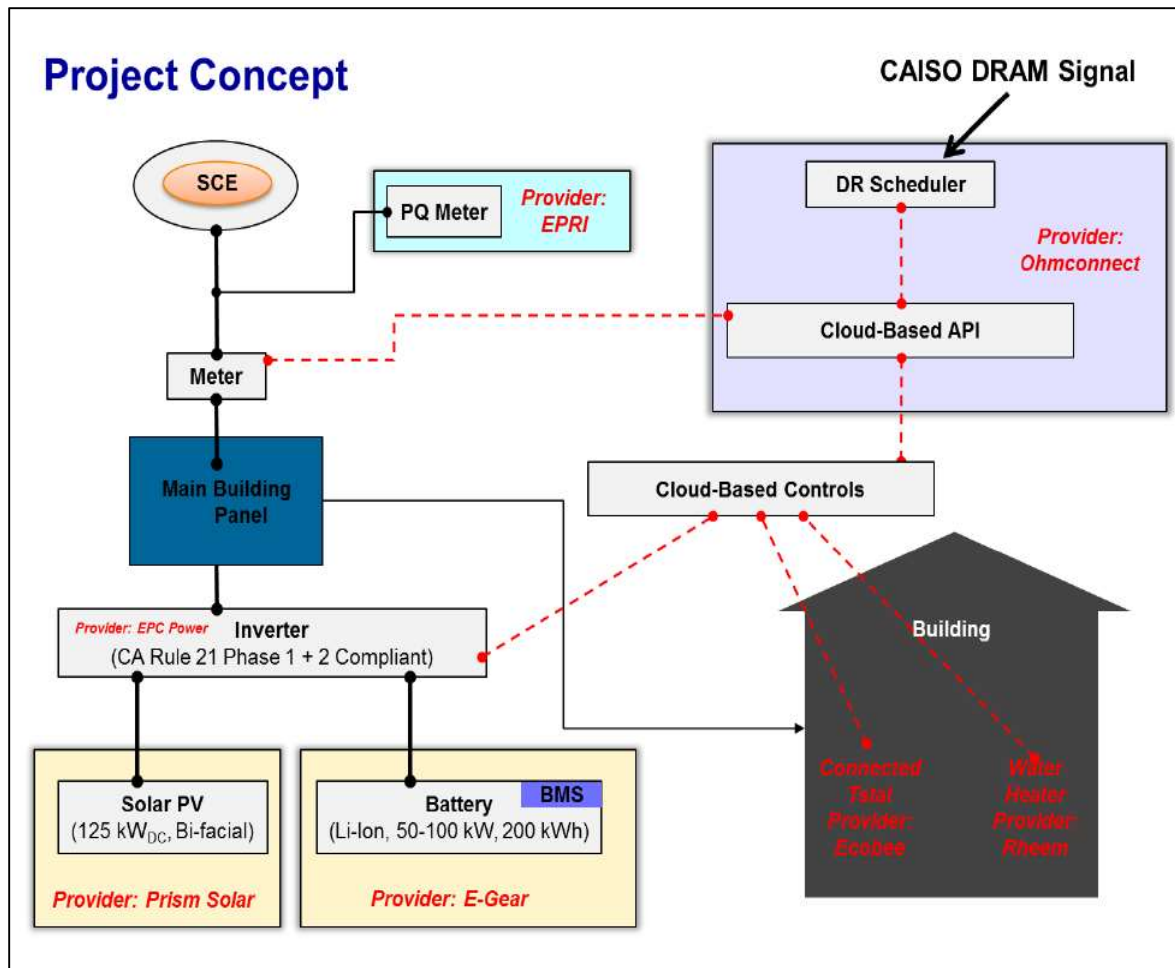 Project Concept
CAISO DRAM Signal
SCE
PQ Meter
Provider:
EPRI
DR Scheduler
Provider:
Ohmconnect
Cloud-Based API
Meter
Main Building
Panel
Cloud-Based Controls
Provider: EPC Power Inverter
(CA Rule 21 Phase 1 + 2 Compliant)
Building
Connected
Tstat
Provider:
Ecobee
Water
Heater
Provider:
Rheem
Solar PV
(125 kWDC, Bi-facial)
Provider: Prism Solar
Battery
BMS
(Li-Ion, 50-100 kW, 200 kWh)
Provider: E-Gear